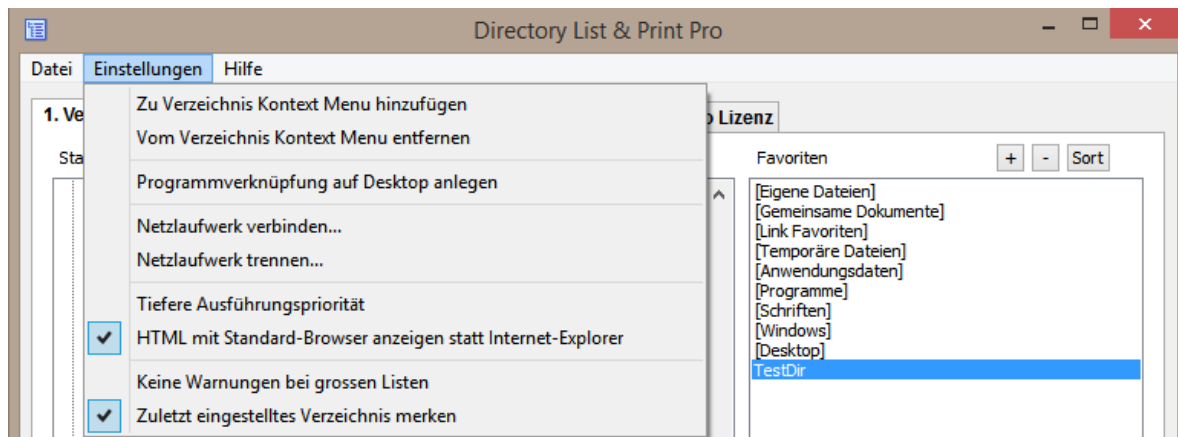 Directory List & Print Pro
Datei Einstellungen Hilfe
Zu Verzeichnis Kontext Menu hinzufügen
Vom Verzeichnis Kontext Menu entfernen
Programmverknüpfung auf Desktop anlegen
Netzlaufwerk verbinden...
Netzlaufwerk trennen...
Tiefere Ausführungspriorität
HTML mit Standard-Browser anzeigen statt Internet-Explorer
Keine Warnungen bei grossen Listen
Zuletzt eingestelltes Verzeichnis merken
1. Ve
Sta
Lizenz
Favoriten + - Sort
[Eigene Dateien]
[Gemeinsame Dokumente]
[Link Favoriten]
[Temporäre Dateien]
[Anwendungsdaten]
[Programme]
[Schriften]
[Windows]
[Desktop]
TestDir